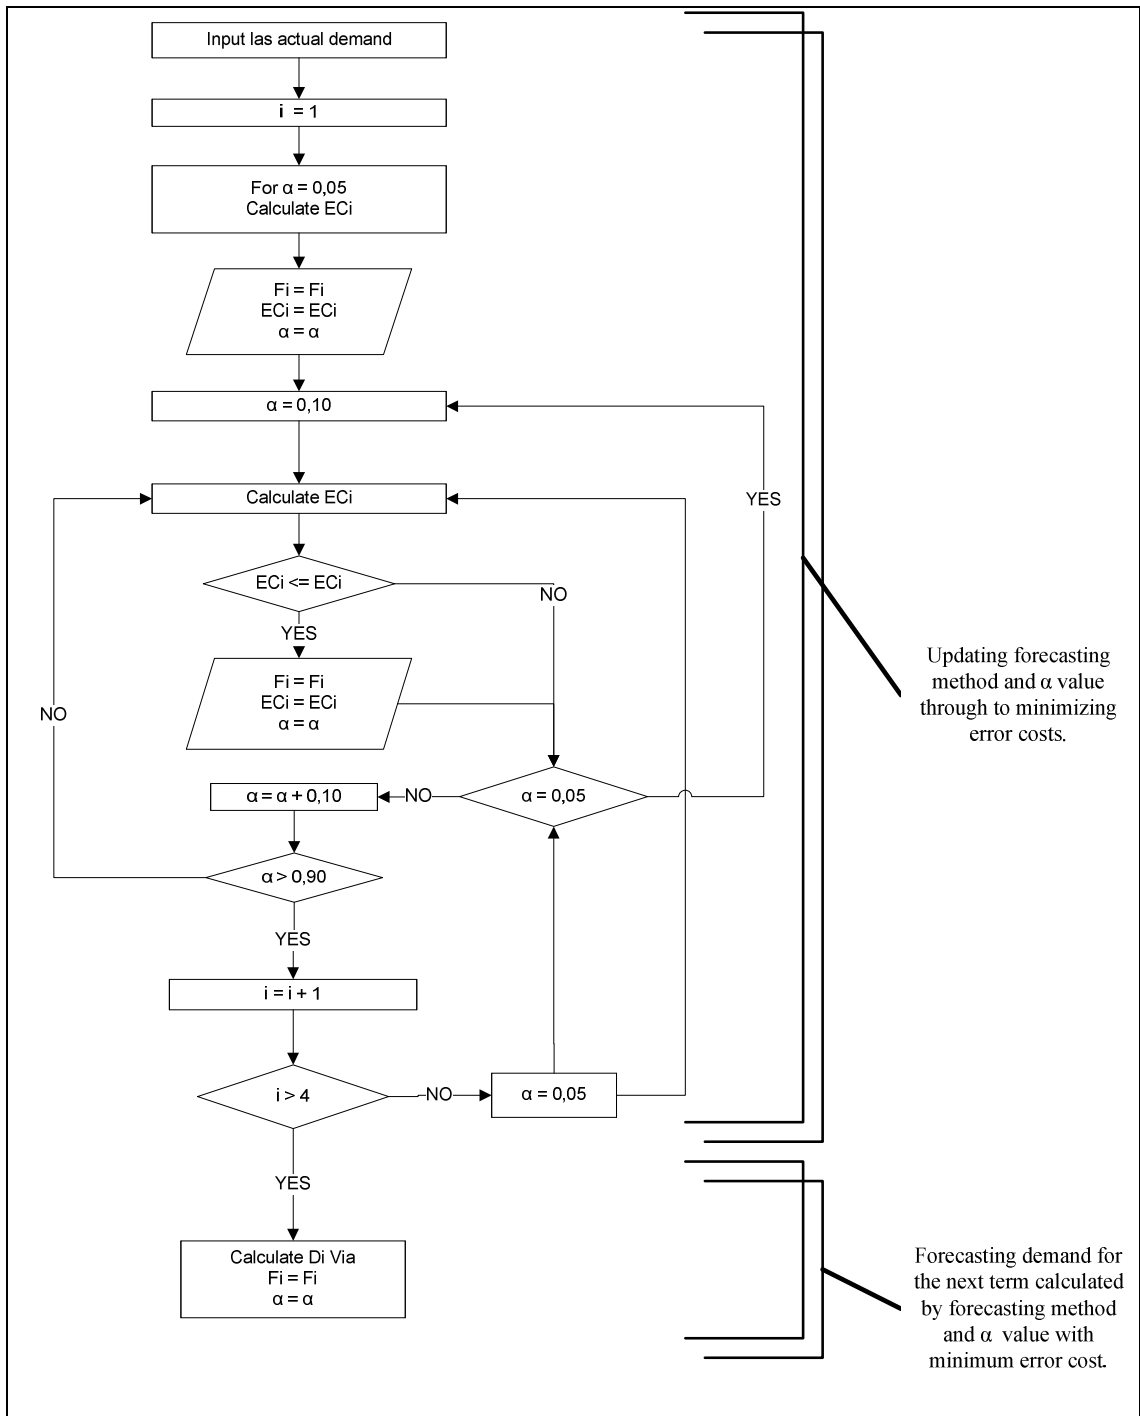 Input las actual demand
i = 1
For α = 0,05
Calculate ECi
Fi = Fi
ECi = ECi
α = α
α = 0,10
Calculate ECi
YES
ECi <= ECi
NO
YES
Fi = Fi
ECi = ECi
α = α
NO
Updating forecasting
method and α value
through to minimizing
error costs.
α = α + 0,10
NO
α = 0,05
α > 0,90
YES
i = i + 1
i > 4
NO
α = 0,05
YES
Calculate Di Via
Fi = Fi
α = α
Forecasting demand for
the next term calculated
by forecasting method
and α value with
minimum error cost.